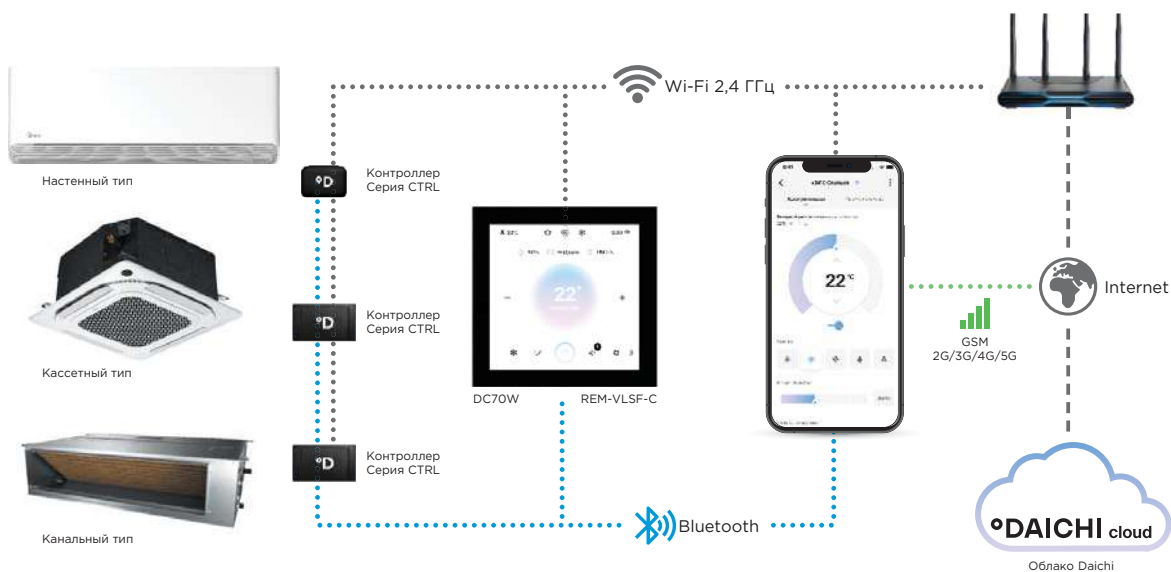 Wi-Fi 2,4 ГГц
Настенный тип
°D
Контроллер
Серия CTRL
Кассетный тип
°D
Контроллер
Серия CTRL
Канальный тип
°D
Контроллер
Серия CTRL
22°
DC70W
REM-VLSF-C
22°C
GSM
2G/3G/4G/5G
Internet
Bluetooth
°DAICHI cloud
Облако Daichi